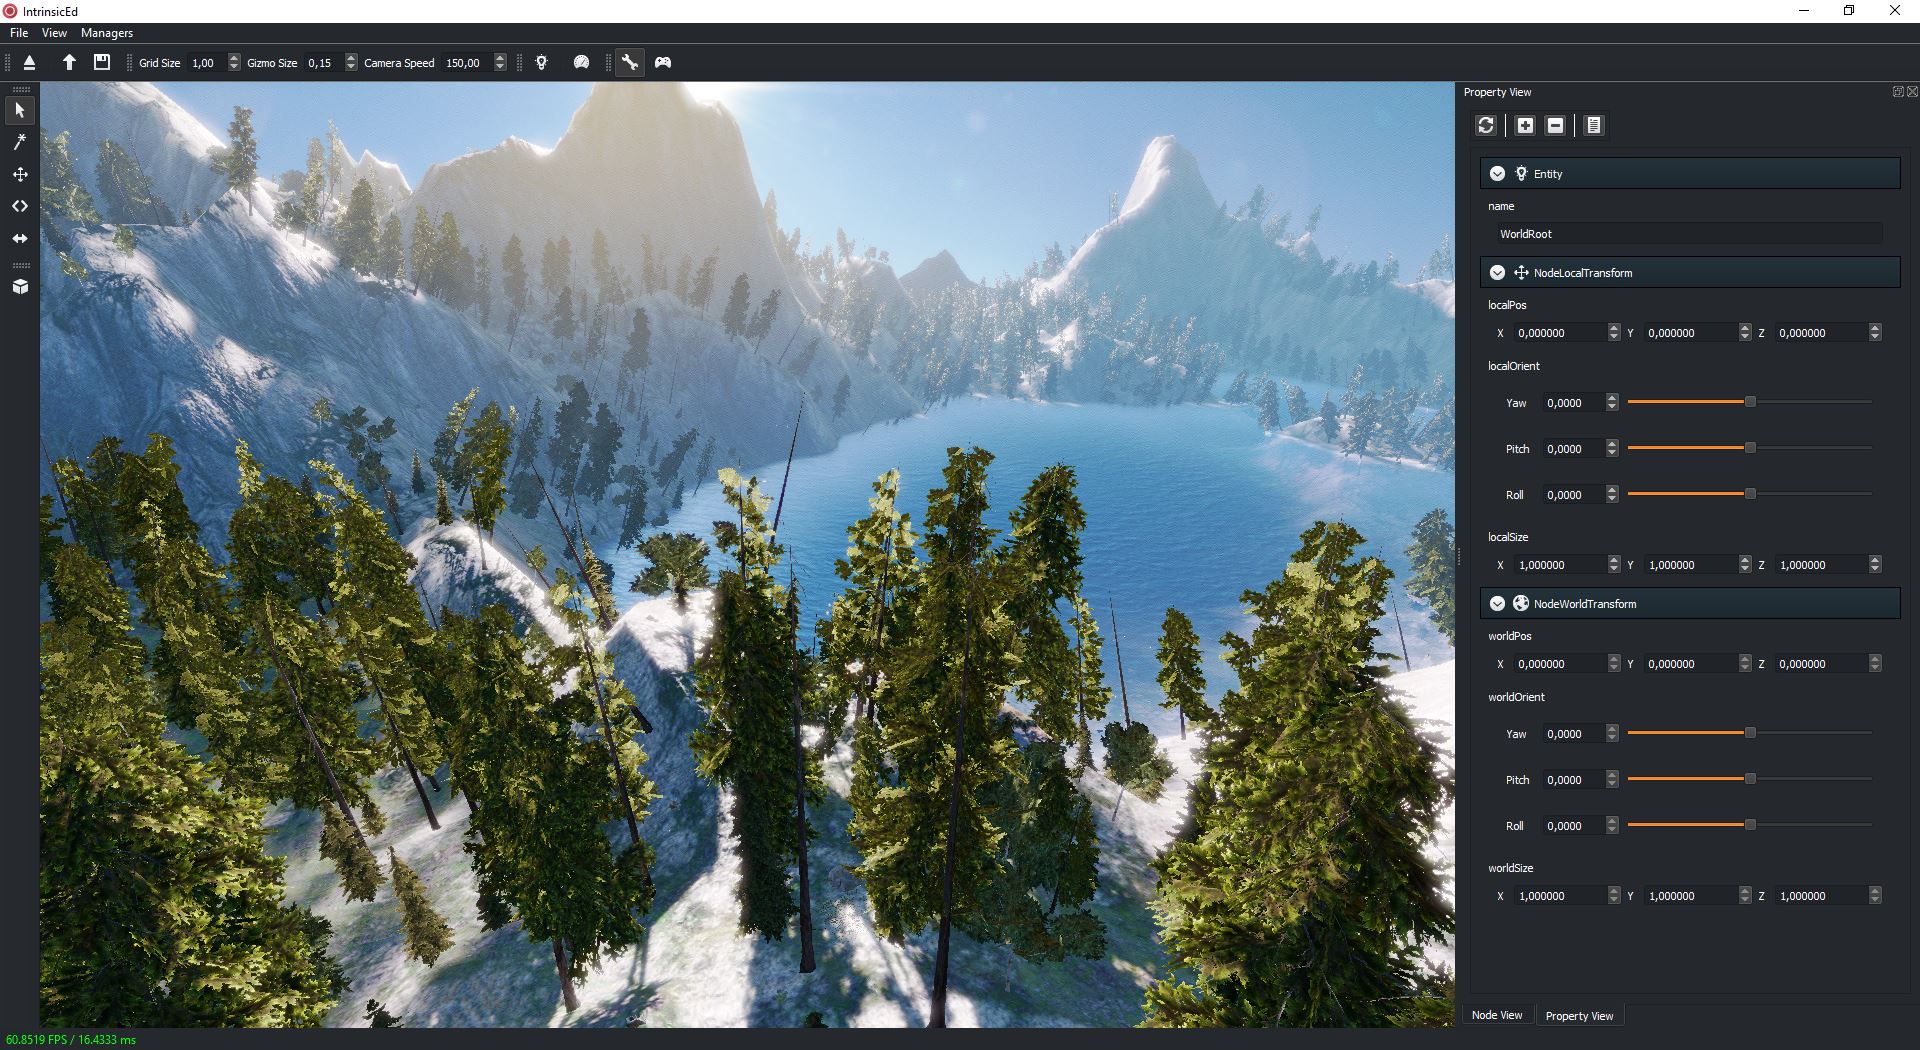 IntrinsicEd
File View Managers
Grid Size 1,00 Gizmo Size 0,15 Camera Speed 150,00
Property View
Entity
name
WorldRoot
NodeLocalTransform
localPos
X 0,000000 Y 0,000000 Z 0,000000
localOrient
Yaw 0,0000
Pitch 0,0000
Roll 0,0000
localSize
X 1,000000 Y 1,000000 Z 1,000000
NodeWorldTransform
worldPos
X 0,000000 Y 0,000000 Z 0,000000
worldOrient
Yaw 0,0000
Pitch 0,0000
Roll 0,0000
worldSize
X 1,000000 Y 1,000000 Z 1,000000
Node View Property View
60.8519 FPS / 16.4333 ms